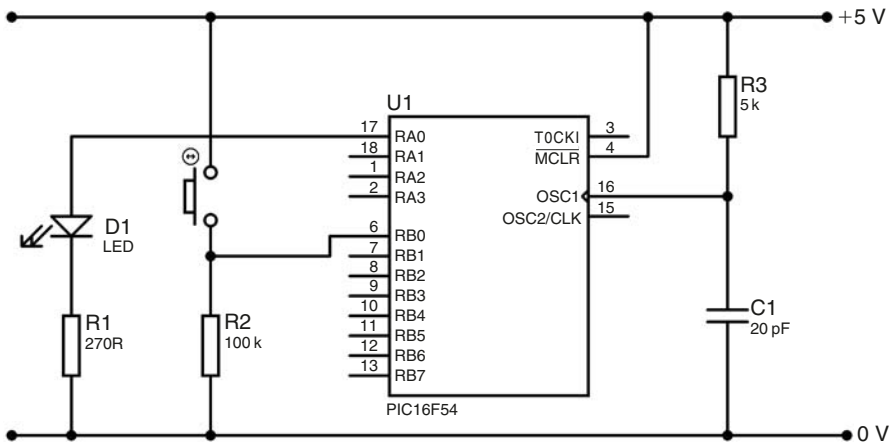 +5 V
R3
5 k
U1
17 RA0
18 RA1
1 RA2
2 RA3
6 RB0
7 RB1
8 RB2
9 RB3
10 RB4
11 RB5
12 RB6
13 RB7
T0CKI 3
MCLR 4
OSC1 16
OSC2/CLK 15
PIC16F54
D1
LED
R1
270R
R2
100 k
C1
20 pF
0 V